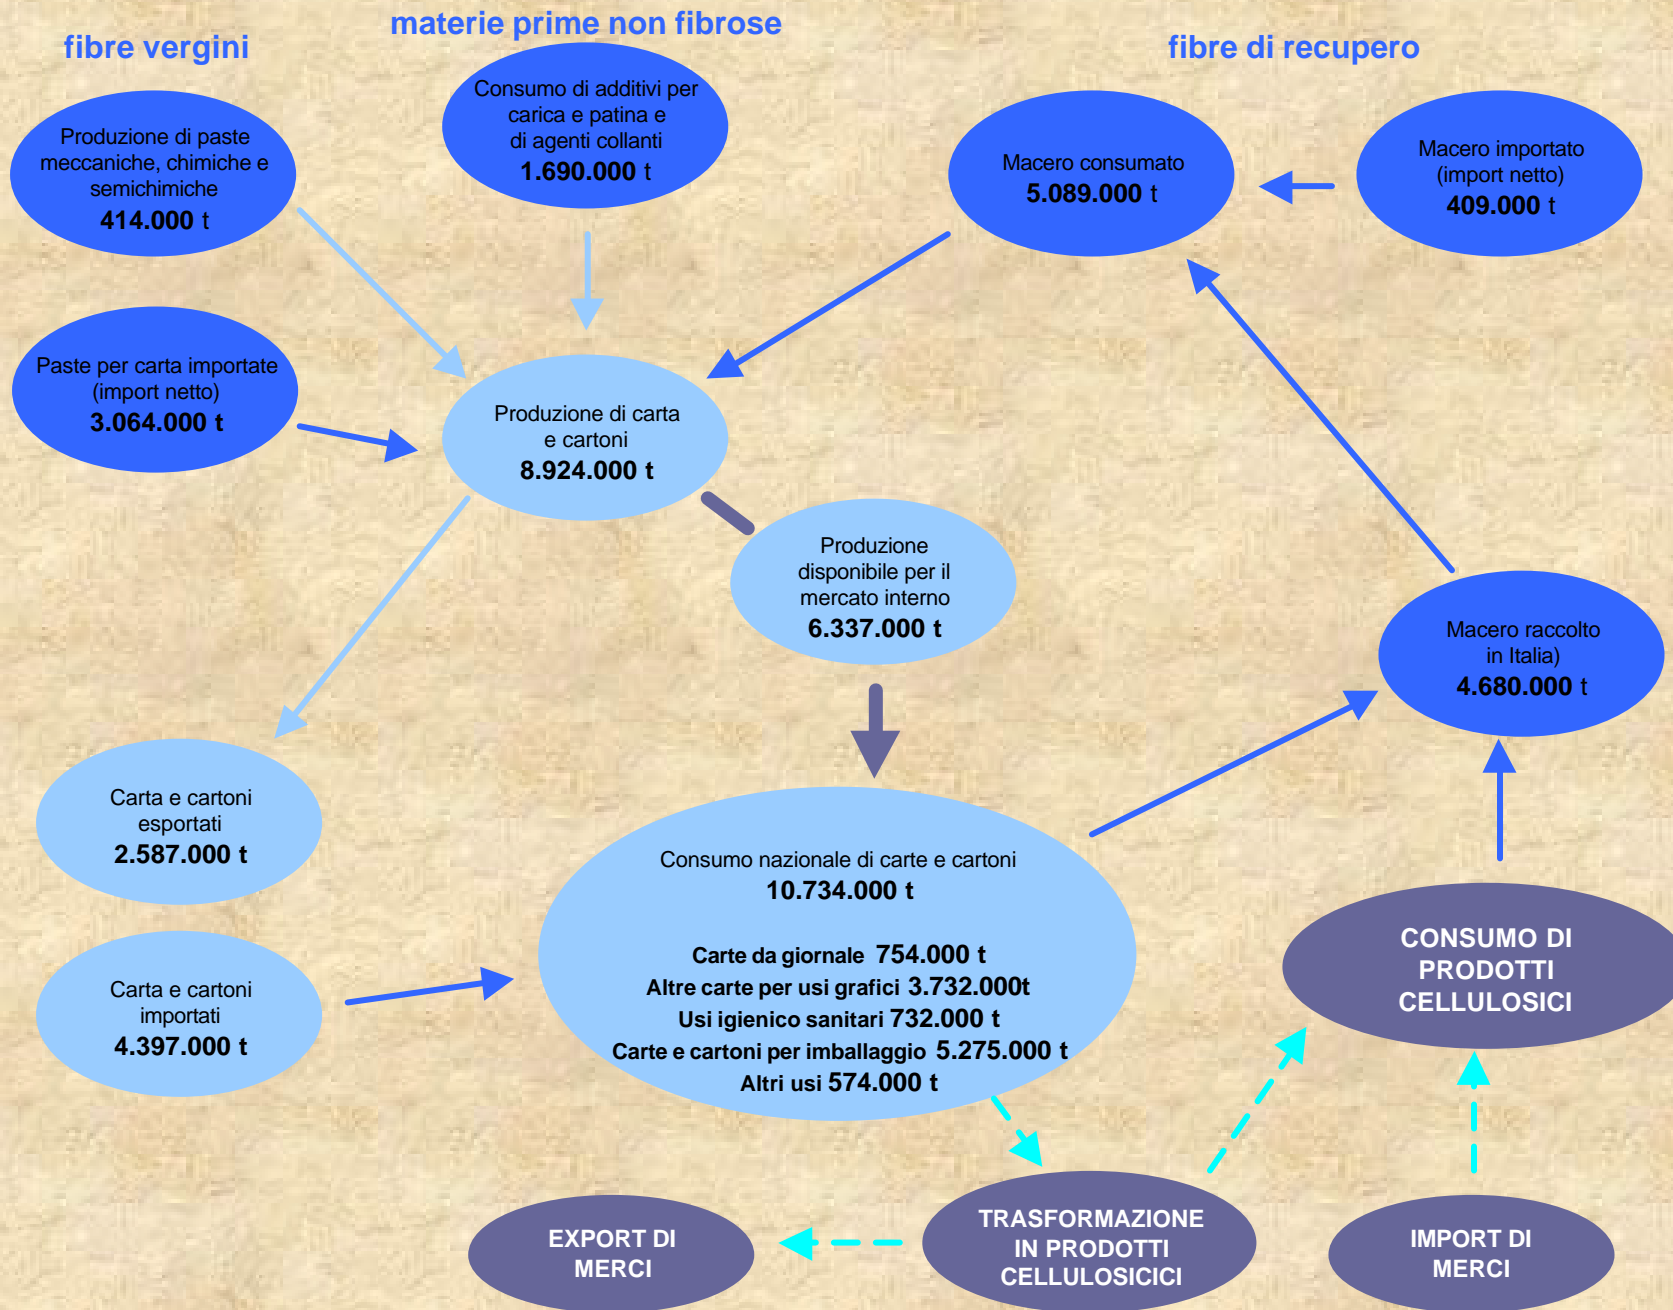 materie prime non fibrose
fibre vergini
fibre di recupero
Produzione di paste
meccaniche, chimiche e
semichimiche
414.000 t
Consumo di additivi per
carica e patina e
di agenti collanti
1.690.000 t
Macero consumato
5.089.000 t
Macero importato
(import netto)
409.000 t
Paste per carta importate
(import netto)
3.064.000 t
Produzione di carta
e cartoni
8.924.000 t
Produzione
disponibile per il
mercato interno
6.337.000 t
Macero raccolto
in Italia)
4.680.000 t
Carta e cartoni
esportati
2.587.000 t
Consumo nazionale di carte e cartoni
10.734.000 t
Carte da giornale 754.000 t
Altre carte per usi grafici 3.732.000t
Usi igienico sanitari 732.000 t
Carte e cartoni per imballaggio 5.275.000 t
Altri usi 574.000 t
Carta e cartoni
importati
4.397.000 t
CONSUMO DI
PRODOTTI
CELLULOSICI
EXPORT DI
MERCI
TRASFORMAZIONE
IN PRODOTTI
CELLULOSICICI
IMPORT DI
MERCI